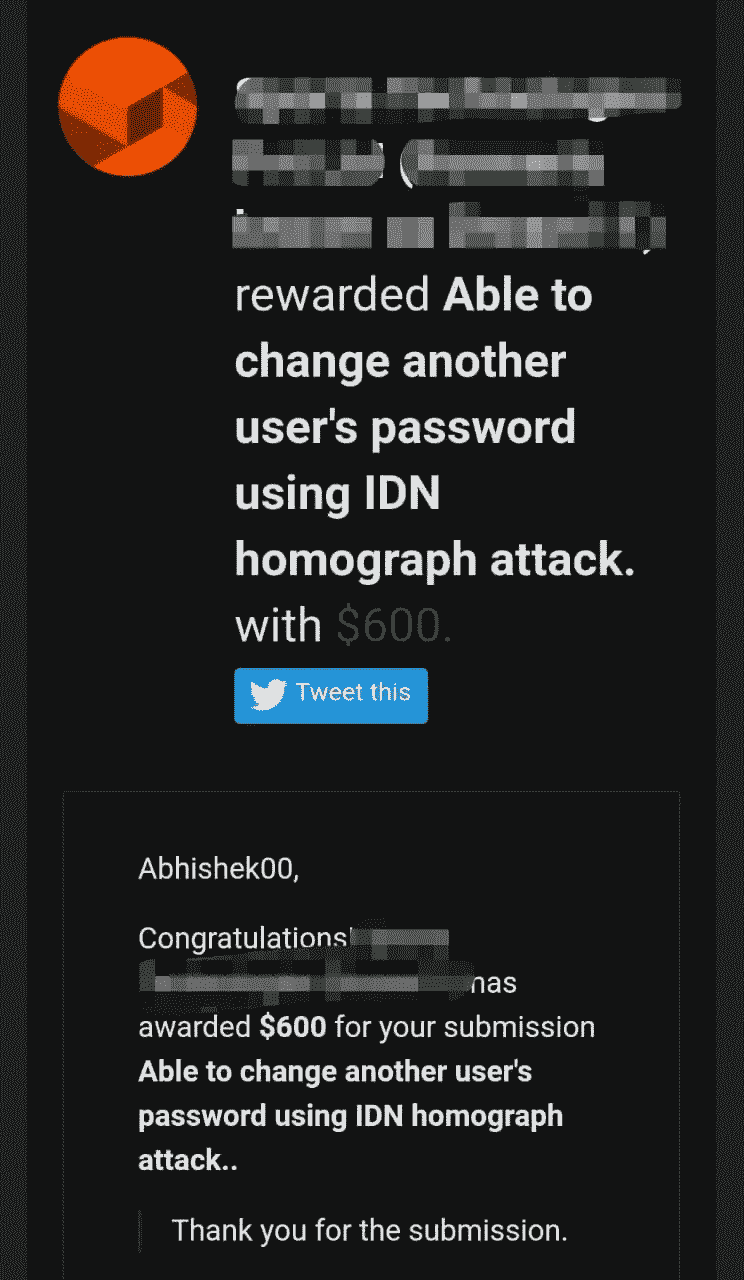 rewarded Able to
change another
user's password
using IDN
homograph attack.
with $600.
Tweet this
Abhishek00,
Congratulations!
has
awarded $600 for your submission
Able to change another user's
password using IDN homograph
attack..
Thank you for the submission.